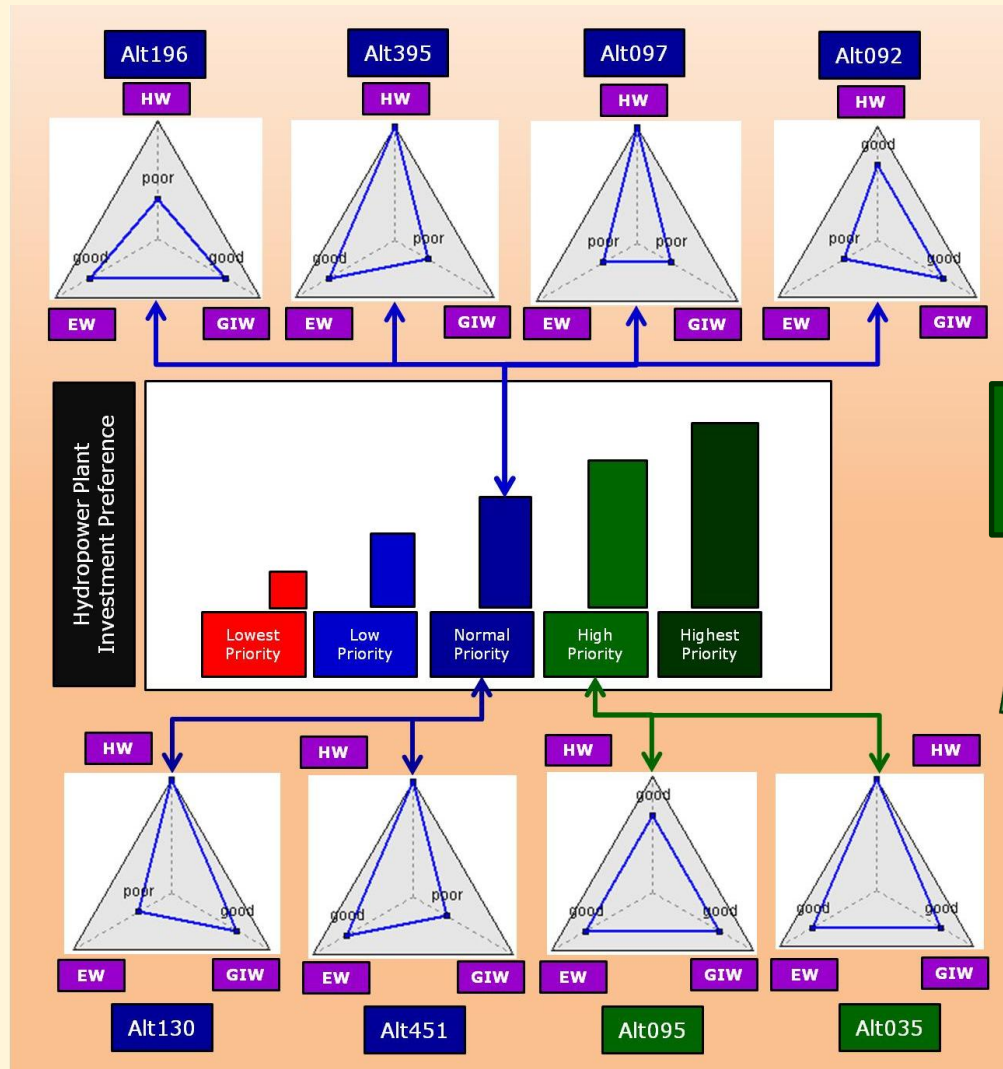 Alt196
Alt395
Alt097
Alt092
HW
HW
HW
HW
poor
good
good
good
poor
poor
poor
good
poor
good
EW
GIW
EW
GIW
EW
GIW
EW
GIW
Hydropower Plant
Investment Preference
Lowest
Priority
Low
Priority
Normal
Priority
High
Priority
Highest
Priority
HW
HW
HW
HW
poor
good
good
poor
good
good
good
good
good
EW
GIW
EW
GIW
EW
GIW
EW
GIW
Alt130
Alt451
Alt095
Alt035